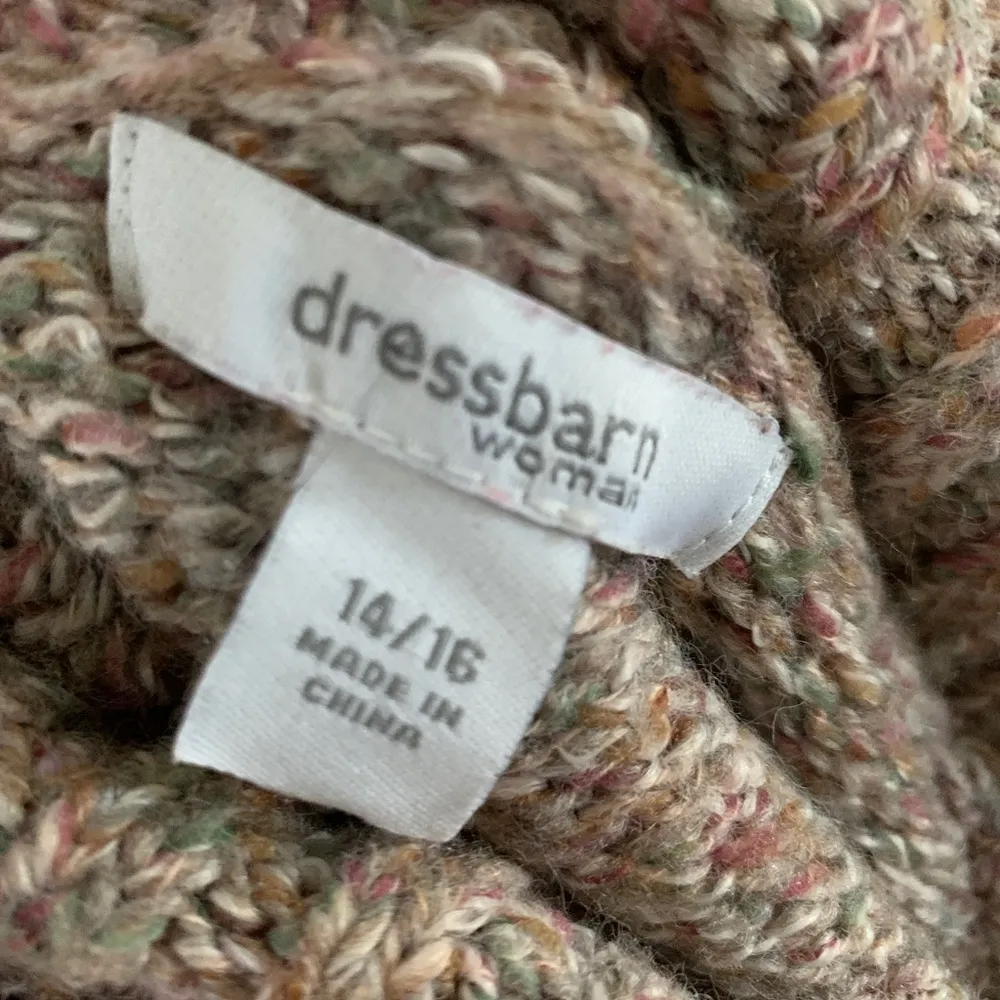 dressbarn
woman
14/16
MADE IN
CHINA